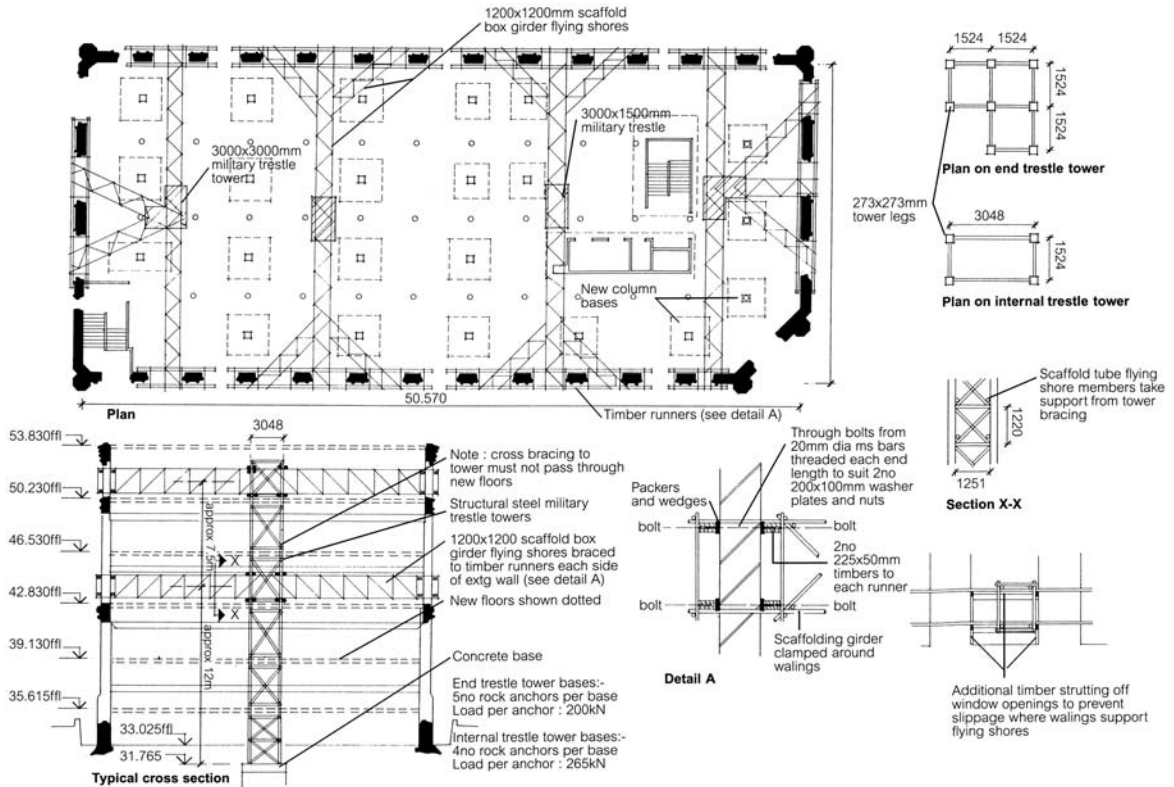 1200x1200mm scaffold
box girder flying shores
3000x3000mm
military trestle
tower
3000x1500mm
military trestle
New column
bases
50.570
Plan
Timber runners (see detail A)
1524
1524
1524
1524
Plan on end trestle tower
273x273mm
tower legs
3048
1524
Plan on internal trestle tower
Scaffold tube flying
shore members take
support from tower
bracing
1220
1251
Section X-X
53.830ffl
50.230ffl
46.530ffl
42.830ffl
39.130ffl
35.615ffl
33.025ffl
31.765
3048
approx 7.5m
approx 12m
X
X
Note : cross bracing to
tower must not pass through
new floors
Structural steel military
trestle towers
1200x1200 scaffold box
girder flying shores braced
to timber runners each side
of extg wall (see detail A)
New floors shown dotted
Concrete base
End trestle tower bases:-
5no rock anchors per base
Load per anchor : 200kN
Internal trestle tower bases:-
4no rock anchors per base
Load per anchor : 265kN
Typical cross section
Through bolts from
20mm dia ms bars
threaded each end
length to suit 2no
200x100mm washer
plates and nuts
Packers
and wedges
bolt
bolt
2no
225x50mm
timbers to
each runner
bolt
bolt
Scaffolding girder
clamped around
walings
Detail A
Additional timber strutting off
window openings to prevent
slippage where walings support
flying shores